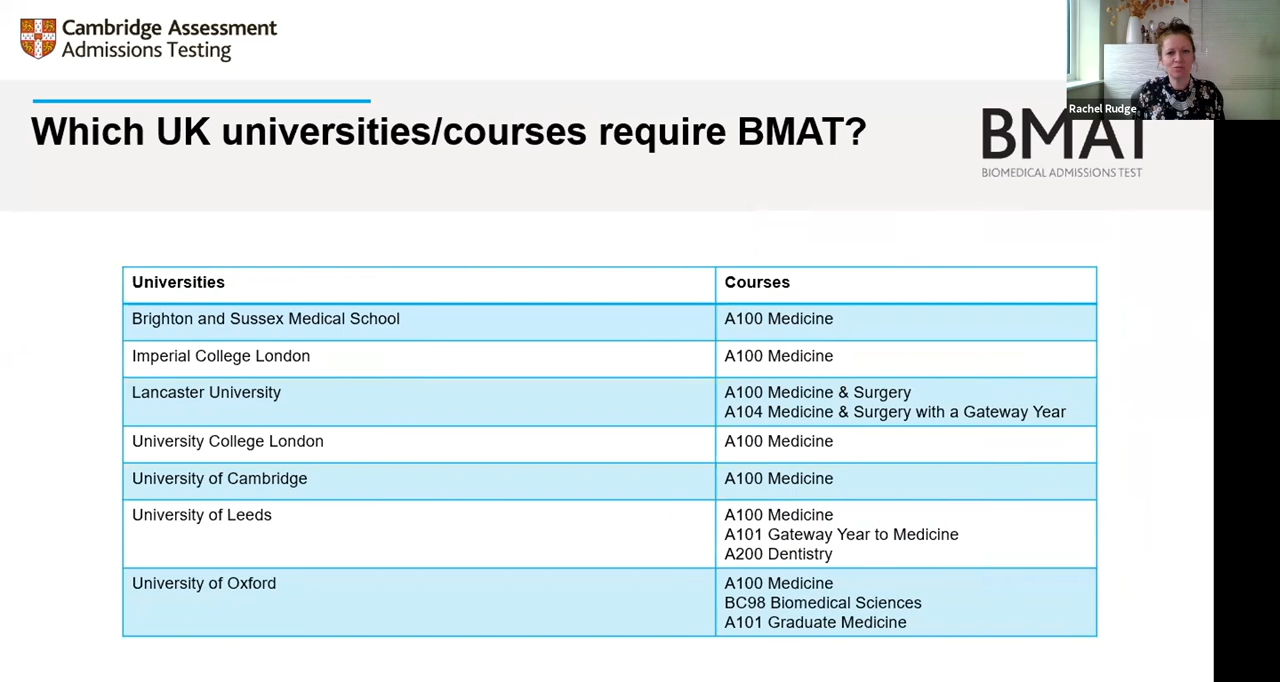 Cambridge Assessment
Admissions Testing
Rachel Rudge
Which UK universities/courses require BMAT?
BMAT
BIOMEDICAL ADMISSIONS TEST
Universities
Courses
Brighton and Sussex Medical School
A100 Medicine
Imperial College London
A100 Medicine
Lancaster University
A100 Medicine & Surgery
A104 Medicine & Surgery with a Gateway Year
University College London
A100 Medicine
University of Cambridge
A100 Medicine
University of Leeds
A100 Medicine
A101 Gateway Year to Medicine
A200 Dentistry
University of Oxford
A100 Medicine
BC98 Biomedical Sciences
A101 Graduate Medicine